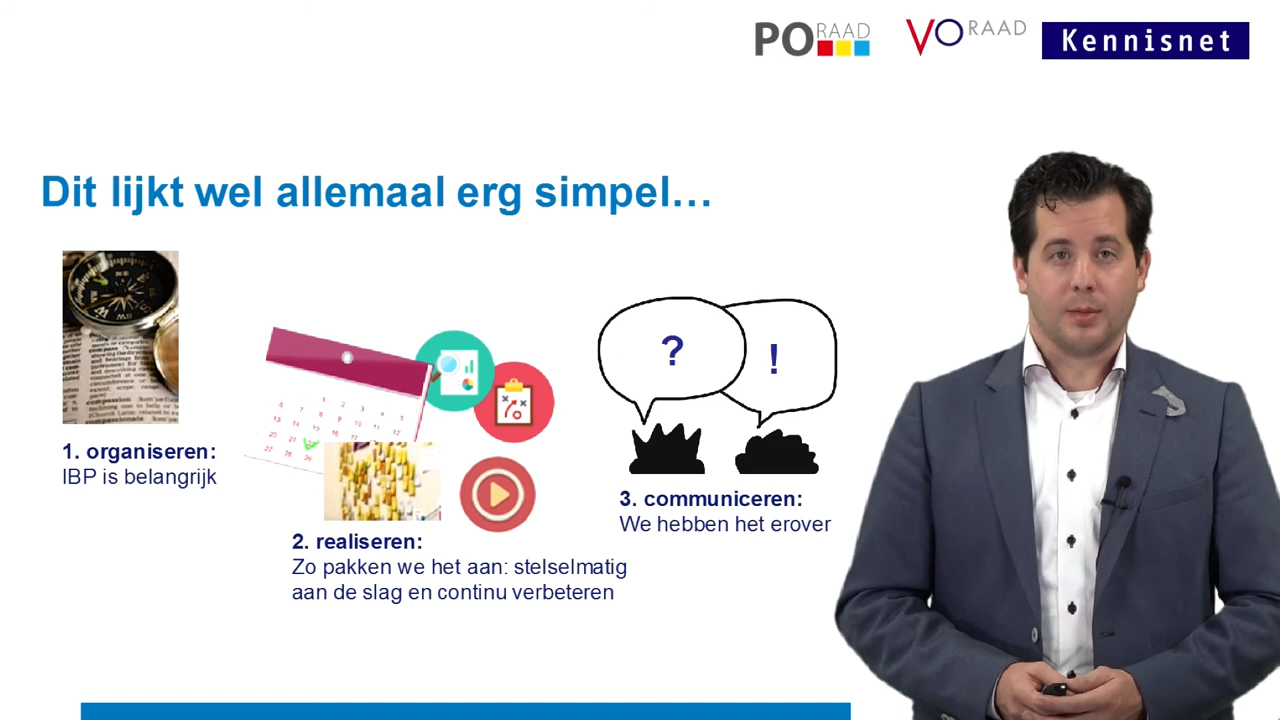 PO RAAD
VO RAAD
Kennisnet
Dit lijkt wel allemaal erg simpel...
?
!
1. organiseren:
IBP is belangrijk
2. realiseren:
Zo pakken we het aan: stelselmatig
aan de slag en continu verbeteren
3. communiceren:
We hebben het erover